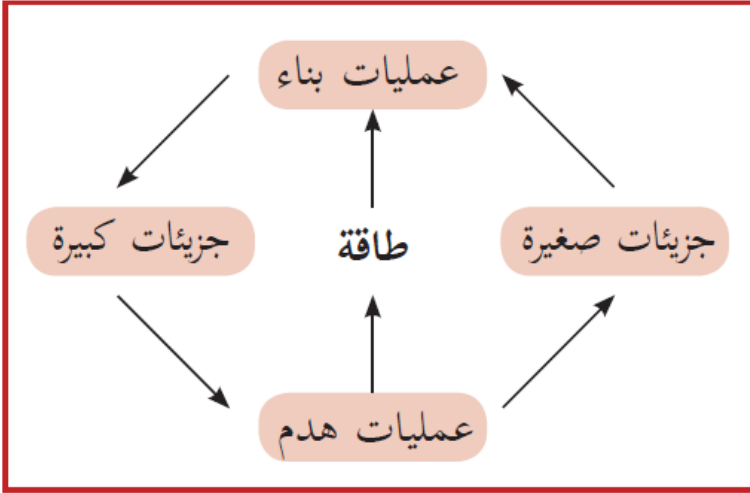 عمليات بناء
جزيئات صغيرة
طاقة
جزيئات كبيرة
عمليات هدم